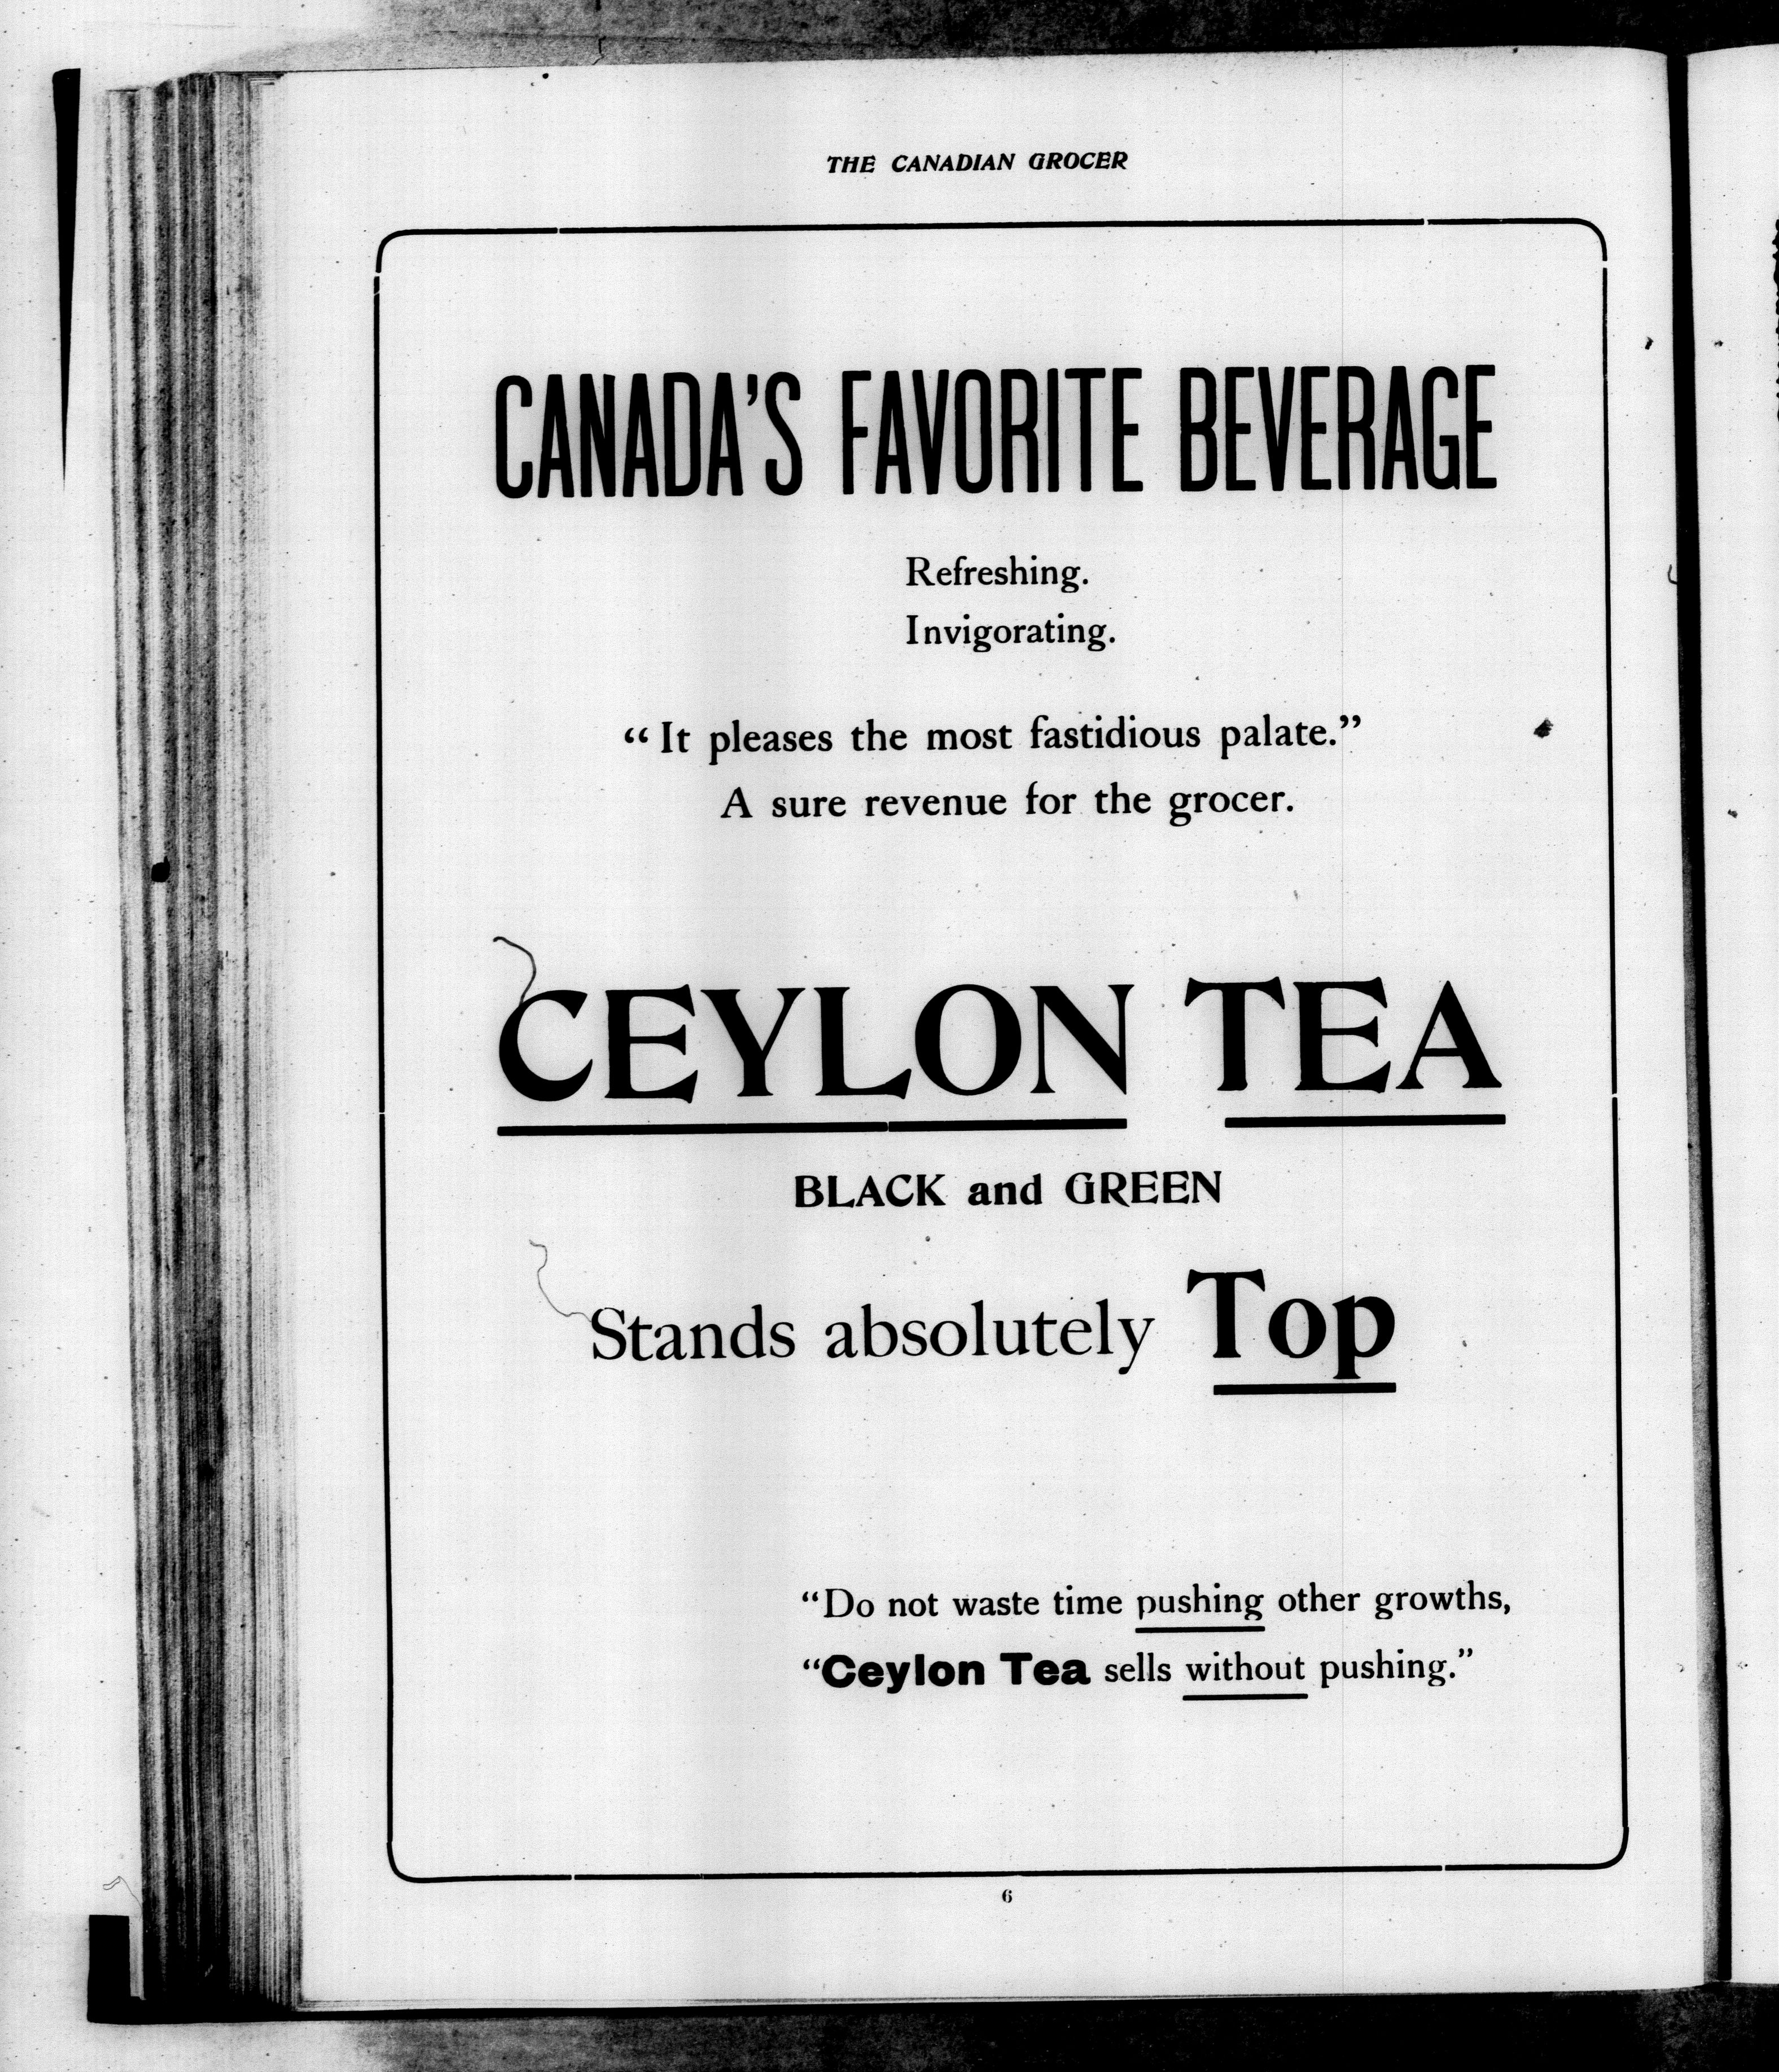 THE CANADIAN GROCER
CANADA'S FAVORITE BEVERAGE
Refreshing.
Invigorating.
“It pleases the most fastidious palate.”
A sure revenue for the grocer.
CEYLON TEA
BLACK and GREEN
Stands absolutely Top
“Do not waste time pushing other growths,
“Ceylon Tea sells without pushing.”
6